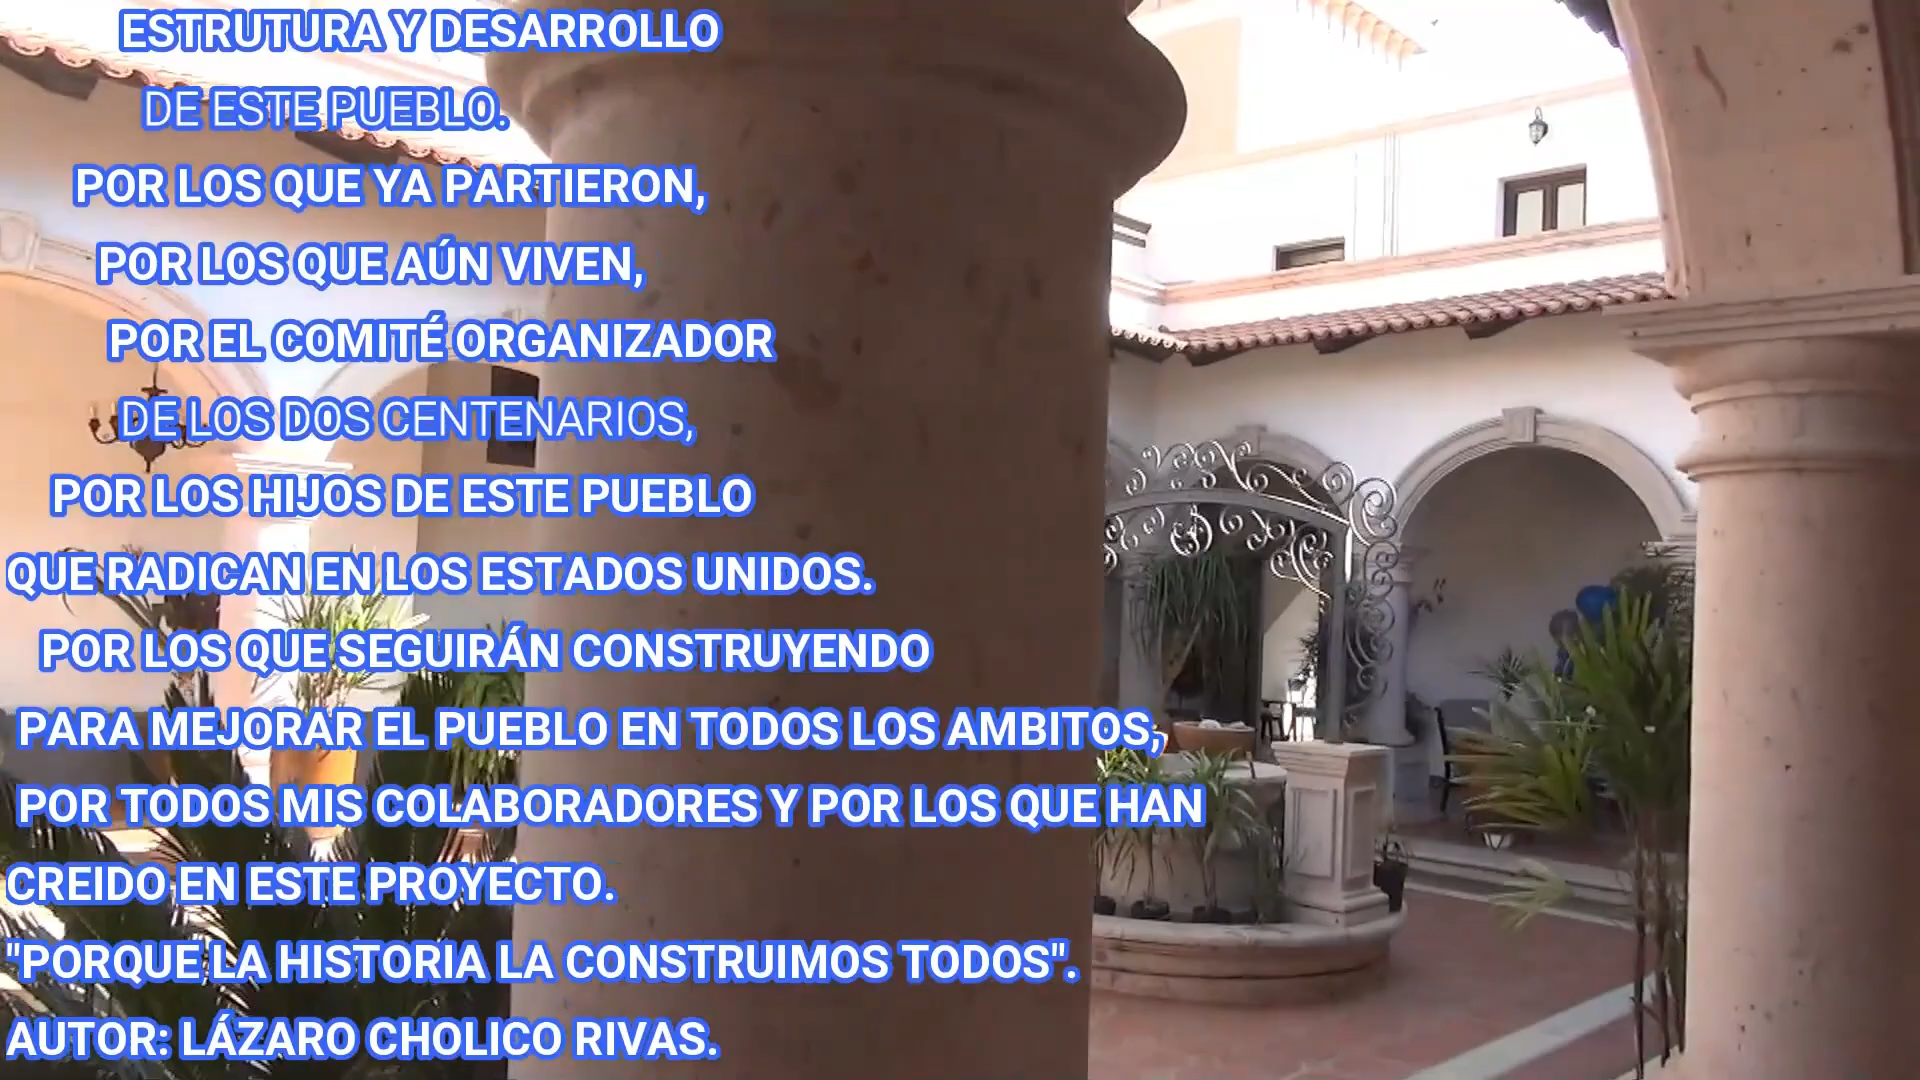 ESTRUTURA Y DESARROLLO
DE ESTE PUEBLO.
POR LOS QUE YA PARTIERON,
POR LOS QUE AÚN VIVEN,
POR EL COMITÉ ORGANIZADOR
DE LOS DOS CENTENARIOS,
POR LOS HIJOS DE ESTE PUEBLO
QUE RADICAN EN LOS ESTADOS UNIDOS.
POR LOS QUE SEGUIRÁN CONSTRUYENDO
PARA MEJORAR EL PUEBLO EN TODOS LOS AMBITOS,
POR TODOS MIS COLABORADORES Y POR LOS QUE HAN
CREIDO EN ESTE PROYECTO.
"PORQUE LA HISTORIA LA CONSTRUIMOS TODOS".
AUTOR: LÁZARO CHOLICO RIVAS.